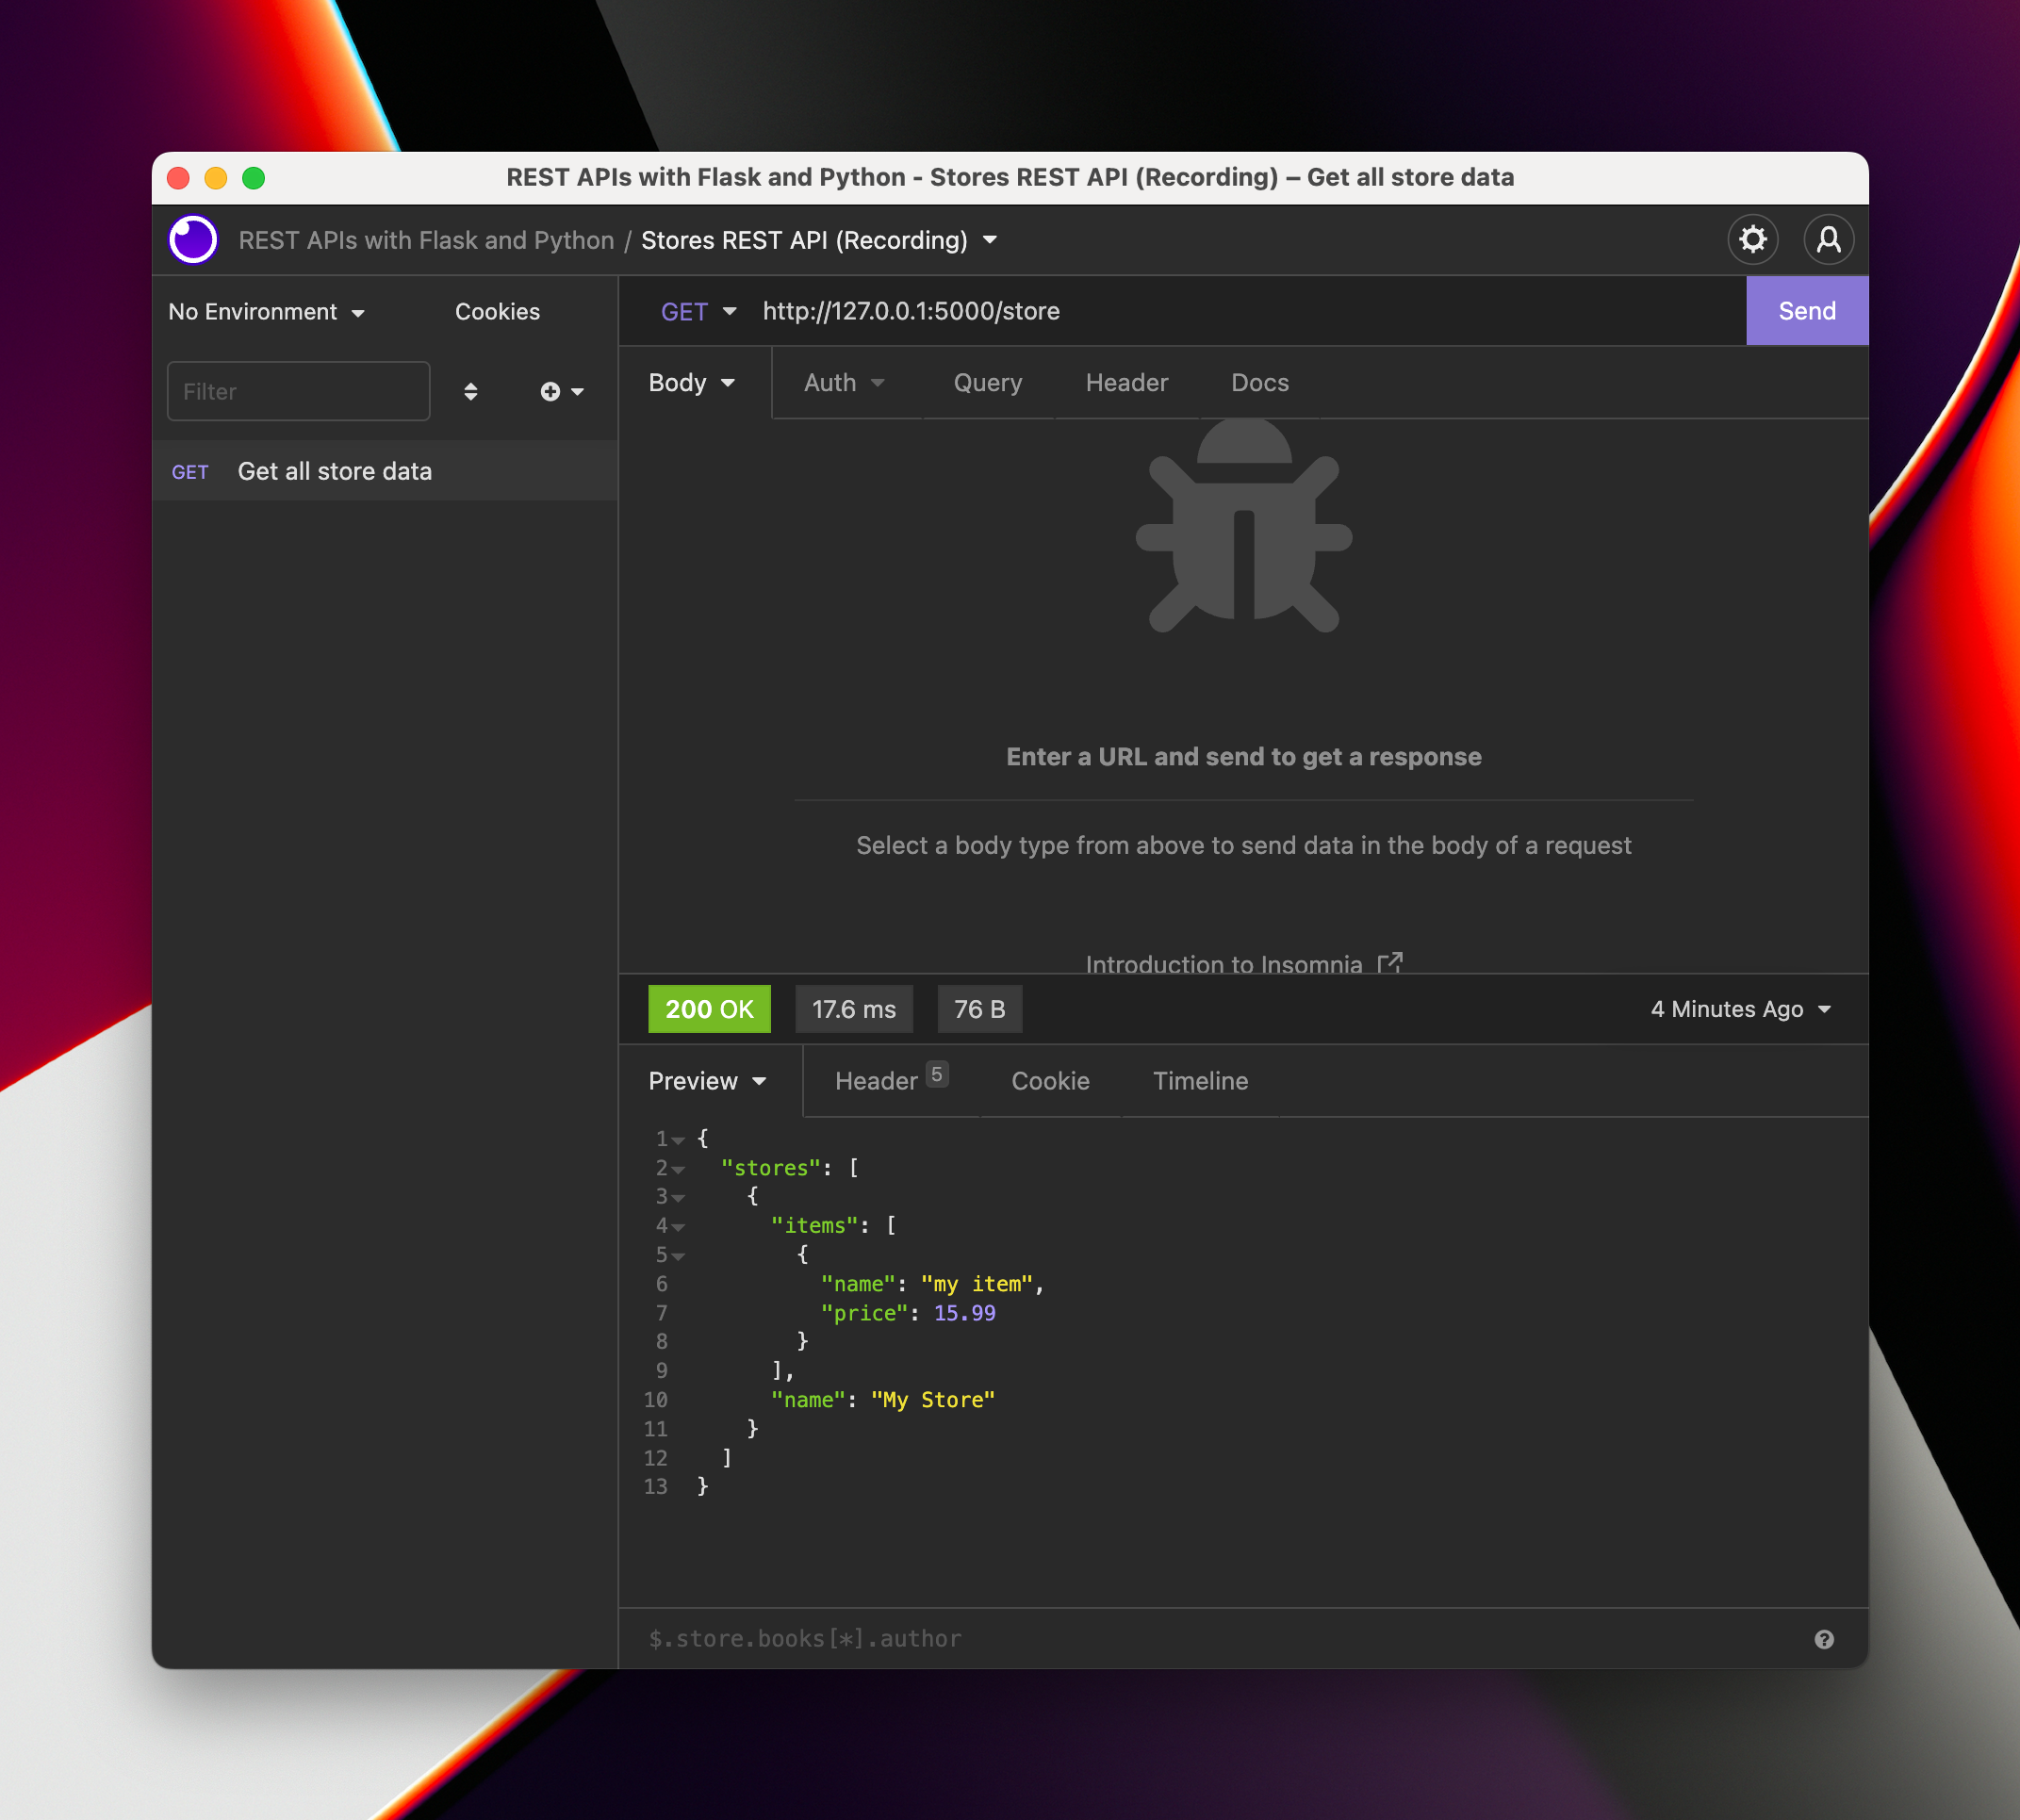 REST APIs with Flask and Python - Stores REST API (Recording) – Get all store data
REST APIs with Flask and Python / Stores REST API (Recording)
No Environment
Cookies
Filter
GET Get all store data
GET http://127.0.0.1:5000/store
Send
Body
Auth
Query
Header
Docs
Enter a URL and send to get a response
Select a body type from above to send data in the body of a request
Introduction to Insomnia
200 OK
17.6 ms
76 B
4 Minutes Ago
Preview
Header 5
Cookie
Timeline
1 {
2 "stores": [
3 {
4 "items": [
5 {
6 "name": "my item",
7 "price": 15.99
8 }
9 ],
10 "name": "My Store"
11 }
12 ]
13 }
$.store.books[*].author